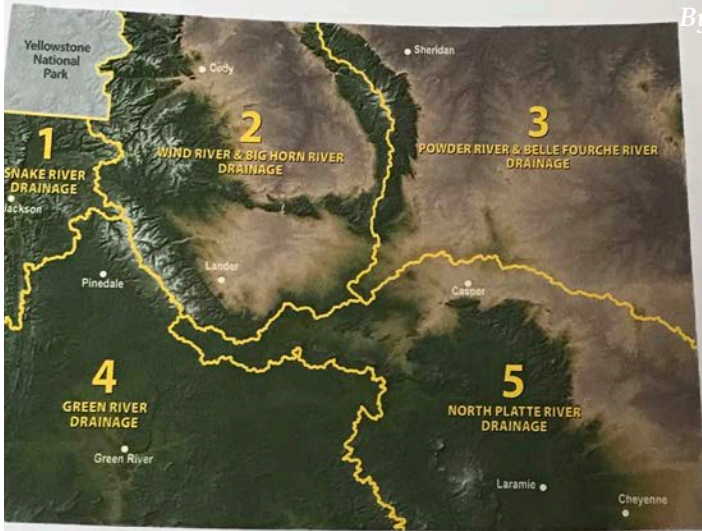 By
Yellowstone
National
Park
Sheridan
Cody
1
SNAKE RIVER
DRAINAGE
Jackson
2
WIND RIVER & BIG HORN RIVER
DRAINAGE
3
POWDER RIVER & BELLE FOURCHE RIVER
DRAINAGE
Pinedale
Lander
Casper
4
GREEN RIVER
DRAINAGE
Green River
5
NORTH PLATTE RIVER
DRAINAGE
Laramie
Cheyenne